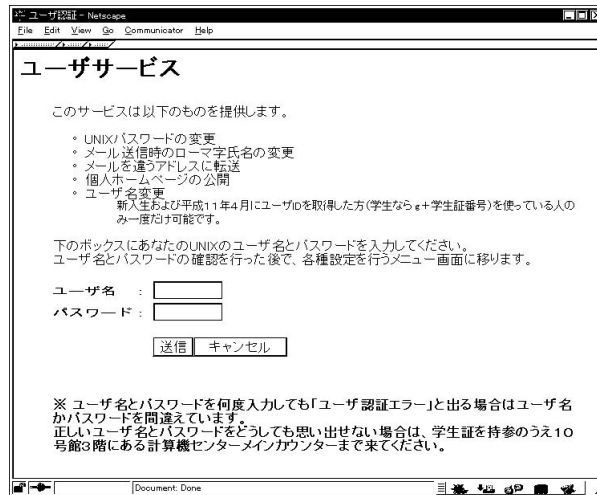 ユーザ認証 - Netscape
File Edit View Go Communicator Help
ユーザサービス
このサービスは以下のものを提供します。
UNIXパスワードの変更
メール送信時のローマ字氏名の変更
メールを違うアドレスに転送
個人ホームページの公開
ユーザ名変更
新入生および平成11年4月にユーザIDを取得した方(学生なら g+学生証番号)を使っている人の
み一度だけ可能です。
下のボックスにあなたのUNIXのユーザ名とパスワードを入力してください。
ユーザ名とパスワードの確認を行った後で、各種設定を行うメニュー画面に移ります。
ユーザ名 :
パスワード :
送信 キャンセル
※ ユーザ名とパスワードを何度入力しても「ユーザ認証エラー」と出る場合はユーザ名
かパスワードを間違えています。
正しいユーザ名とパスワードをどうしても思い出せない場合は、学生証を持参のうえ10
号館3階にある計算機センターメインカウンターまで来てください。
Document: Done